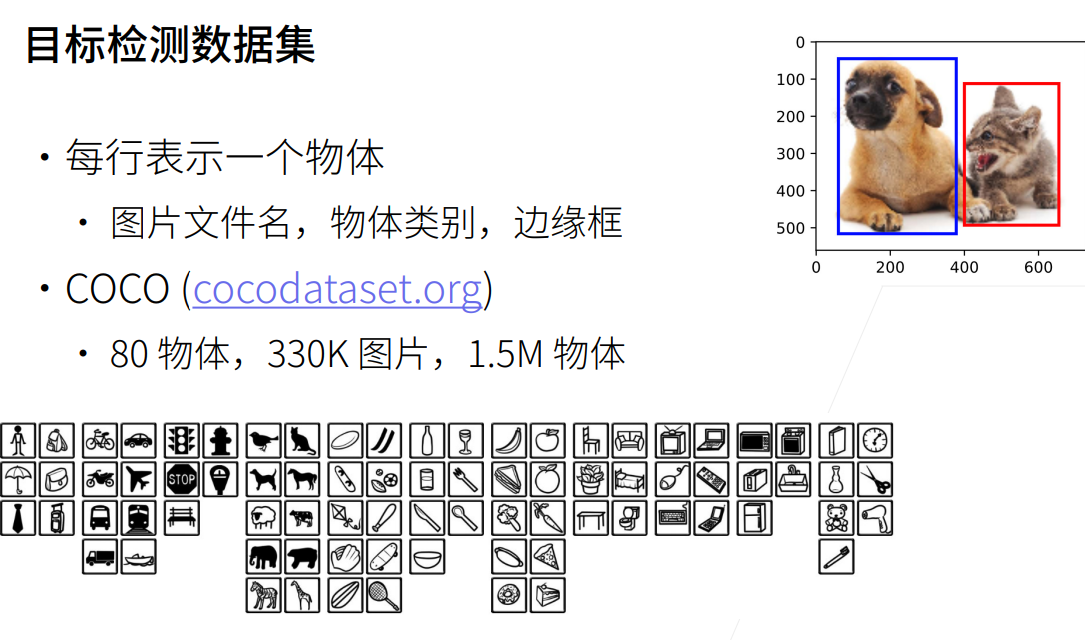 目标检测数据集
• 每行表示一个物体
• 图片文件名，物体类别，边缘框
• COCO (cocodataset.org)
• 80 物体，330K 图片，1.5M 物体
0
100
200
300
400
500
0 200 400 600
STOP